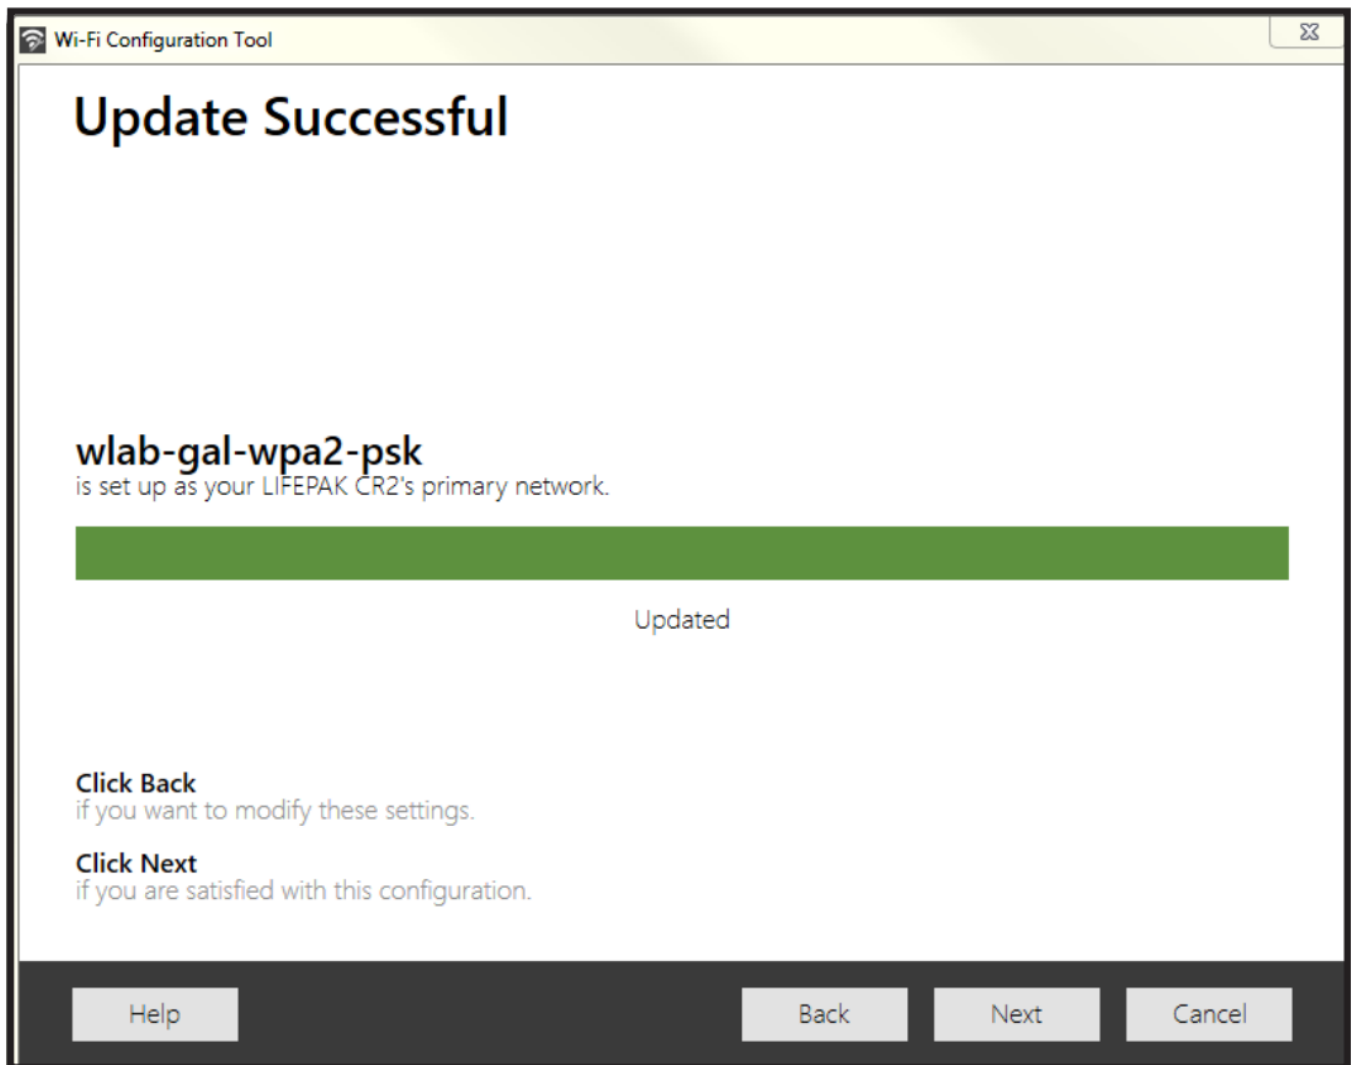 Wi-Fi Configuration Tool
Update Successful
wlab-gal-wpa2-psk
is set up as your LIFEPAK CR2's primary network.
Updated
Click Back
if you want to modify these settings.
Click Next
if you are satisfied with this configuration.
Help
Back
Next
Cancel